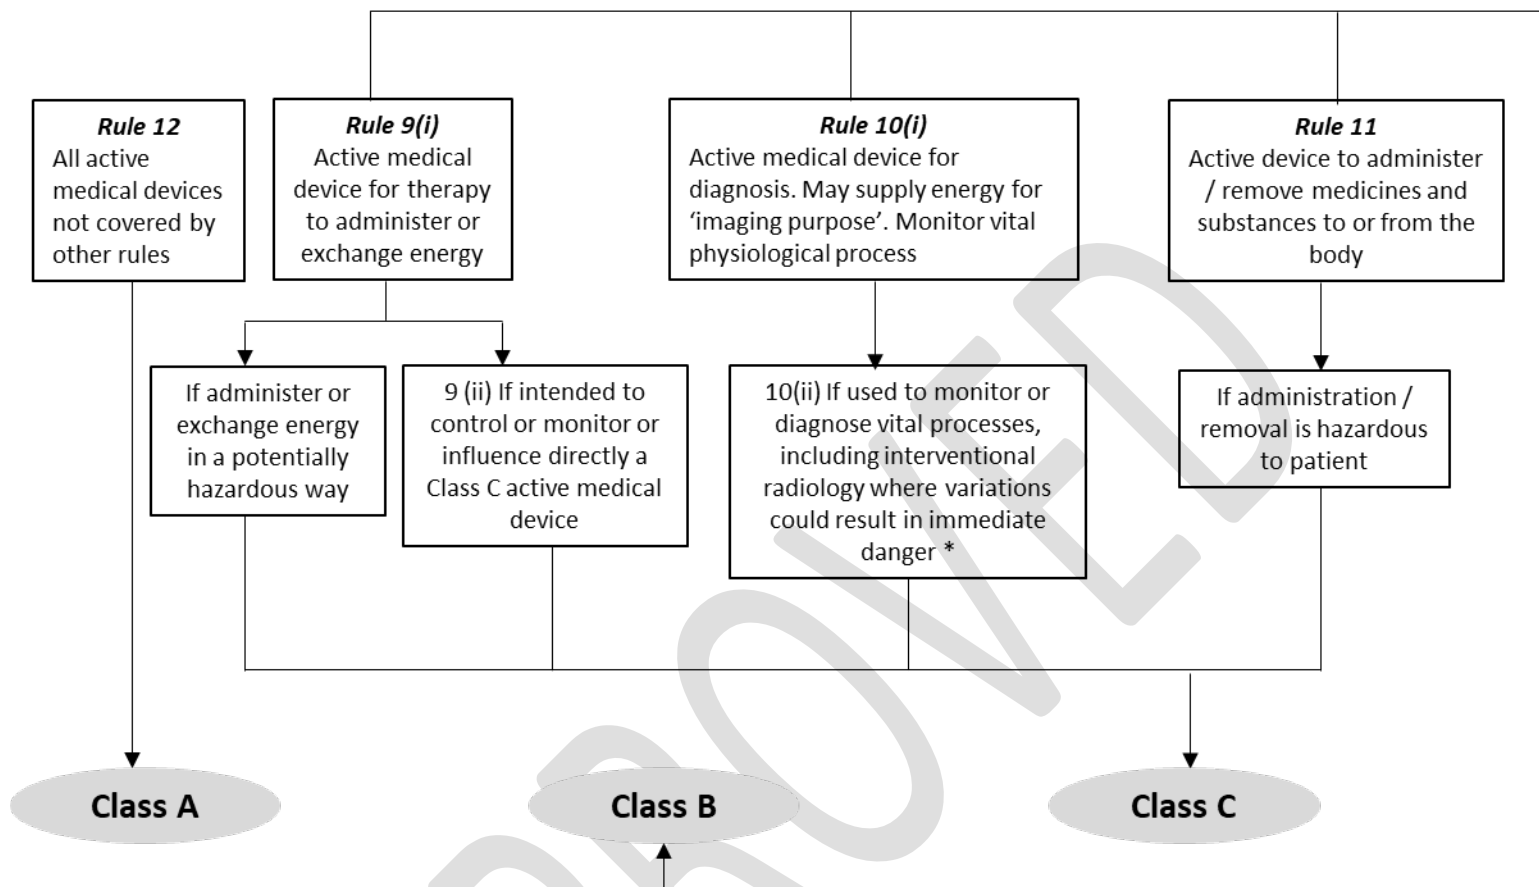 Rule 12
All active
medical devices
not covered by
other rules
Rule 9(i)
Active medical
device for therapy
to administer or
exchange energy
Rule 10(i)
Active medical device for
diagnosis. May supply energy for
‘imaging purpose’. Monitor vital
physiological process
Rule 11
Active device to administer
/ remove medicines and
substances to or from the
body
If administer or
exchange energy
in a potentially
hazardous way
9 (ii) If intended to
control or monitor or
influence directly a
Class C active medical
device
10(ii) If used to monitor or
diagnose vital processes,
including interventional
radiology where variations
could result in immediate
danger *
If administration /
removal is hazardous
to patient
Class A
Class B
Class C
PROVED